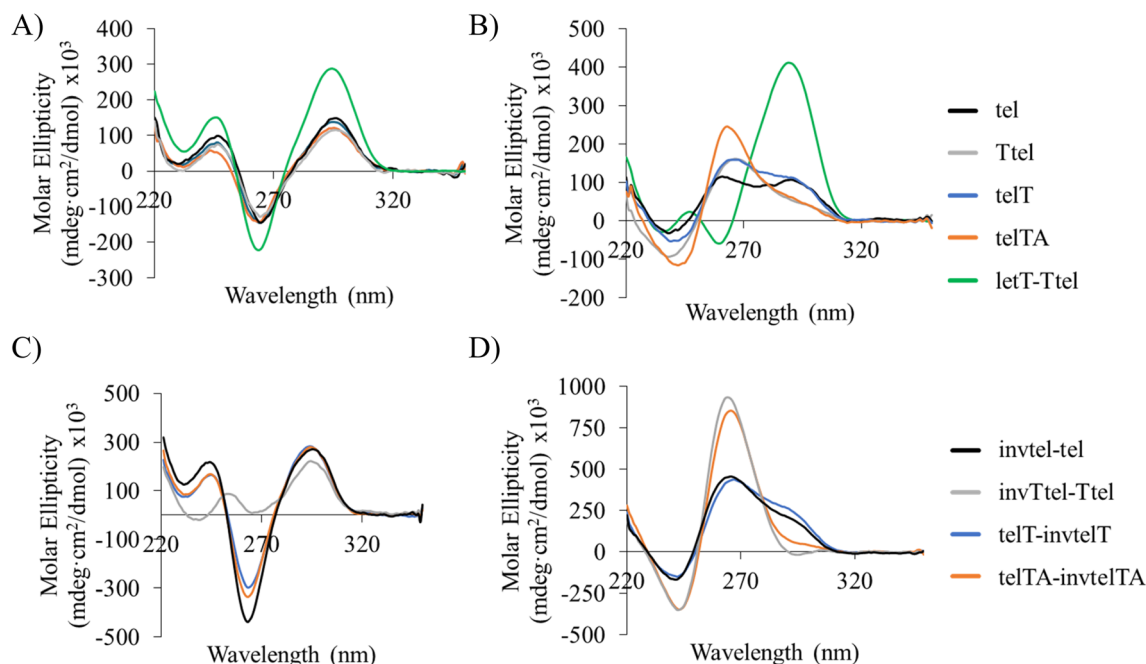 A)
Molar Ellipticity
(mdeg·cm²/dmol) x10³
400
300
200
100
0
-100
-200
-300
220
270
320
Wavelength (nm)
B)
Molar Ellipticity
(mdeg·cm²/dmol) x10³
500
400
300
200
100
0
-100
-200
220
270
320
Wavelength (nm)
tel
Ttel
telT
telTA
letT-Ttel
C)
Molar Ellipticity
(mdeg·cm²/dmol) x10³
500
300
100
-100
-300
-500
220
270
320
Wavelength (nm)
D)
Molar Ellipticity
(mdeg·cm²/dmol) x10³
1000
750
500
250
0
-250
-500
220
270
320
Wavelength (nm)
invtel-tel
invTtel-Ttel
telT-invtelT
telTA-invtelTA